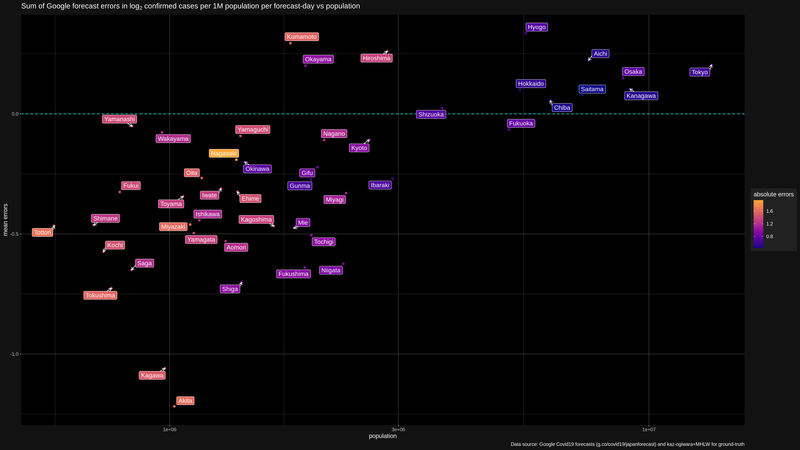 Sum of Google forecast errors in log2 confirmed cases per 1M population per forecast-day vs population
Hyogo
Kumamoto
Aichi
Okayama
Hiroshima
Osaka
Tokyo
Hokkaido
Saitama
Kanagawa
Chiba
0.0
Shizuoka
Yamanashi
Fukuoka
Yamaguchi
Nagano
Wakayama
Kyoto
Nagasaki
Okinawa
Oita
Gifu
absolute errors
Fukui
Gunma
Ibaraki
Iwate
Ehime
Miyagi
Toyama
1.6
Ishikawa
1.2
Shimane
Kagoshima
Mie
0.8
mean errors
Miyazaki
Tottori
-0.5
Yamagata
Tochigi
Kochi
Aomori
Saga
Niigata
Fukushima
Shiga
Tokushima
-1.0
Kagawa
Akita
1e+06
3e+06
1e+07
population
Data source: Google Covid19 forecasts (g.co/covid19/japanforecast) and kaz-ogiwara+MHLW for ground-truth